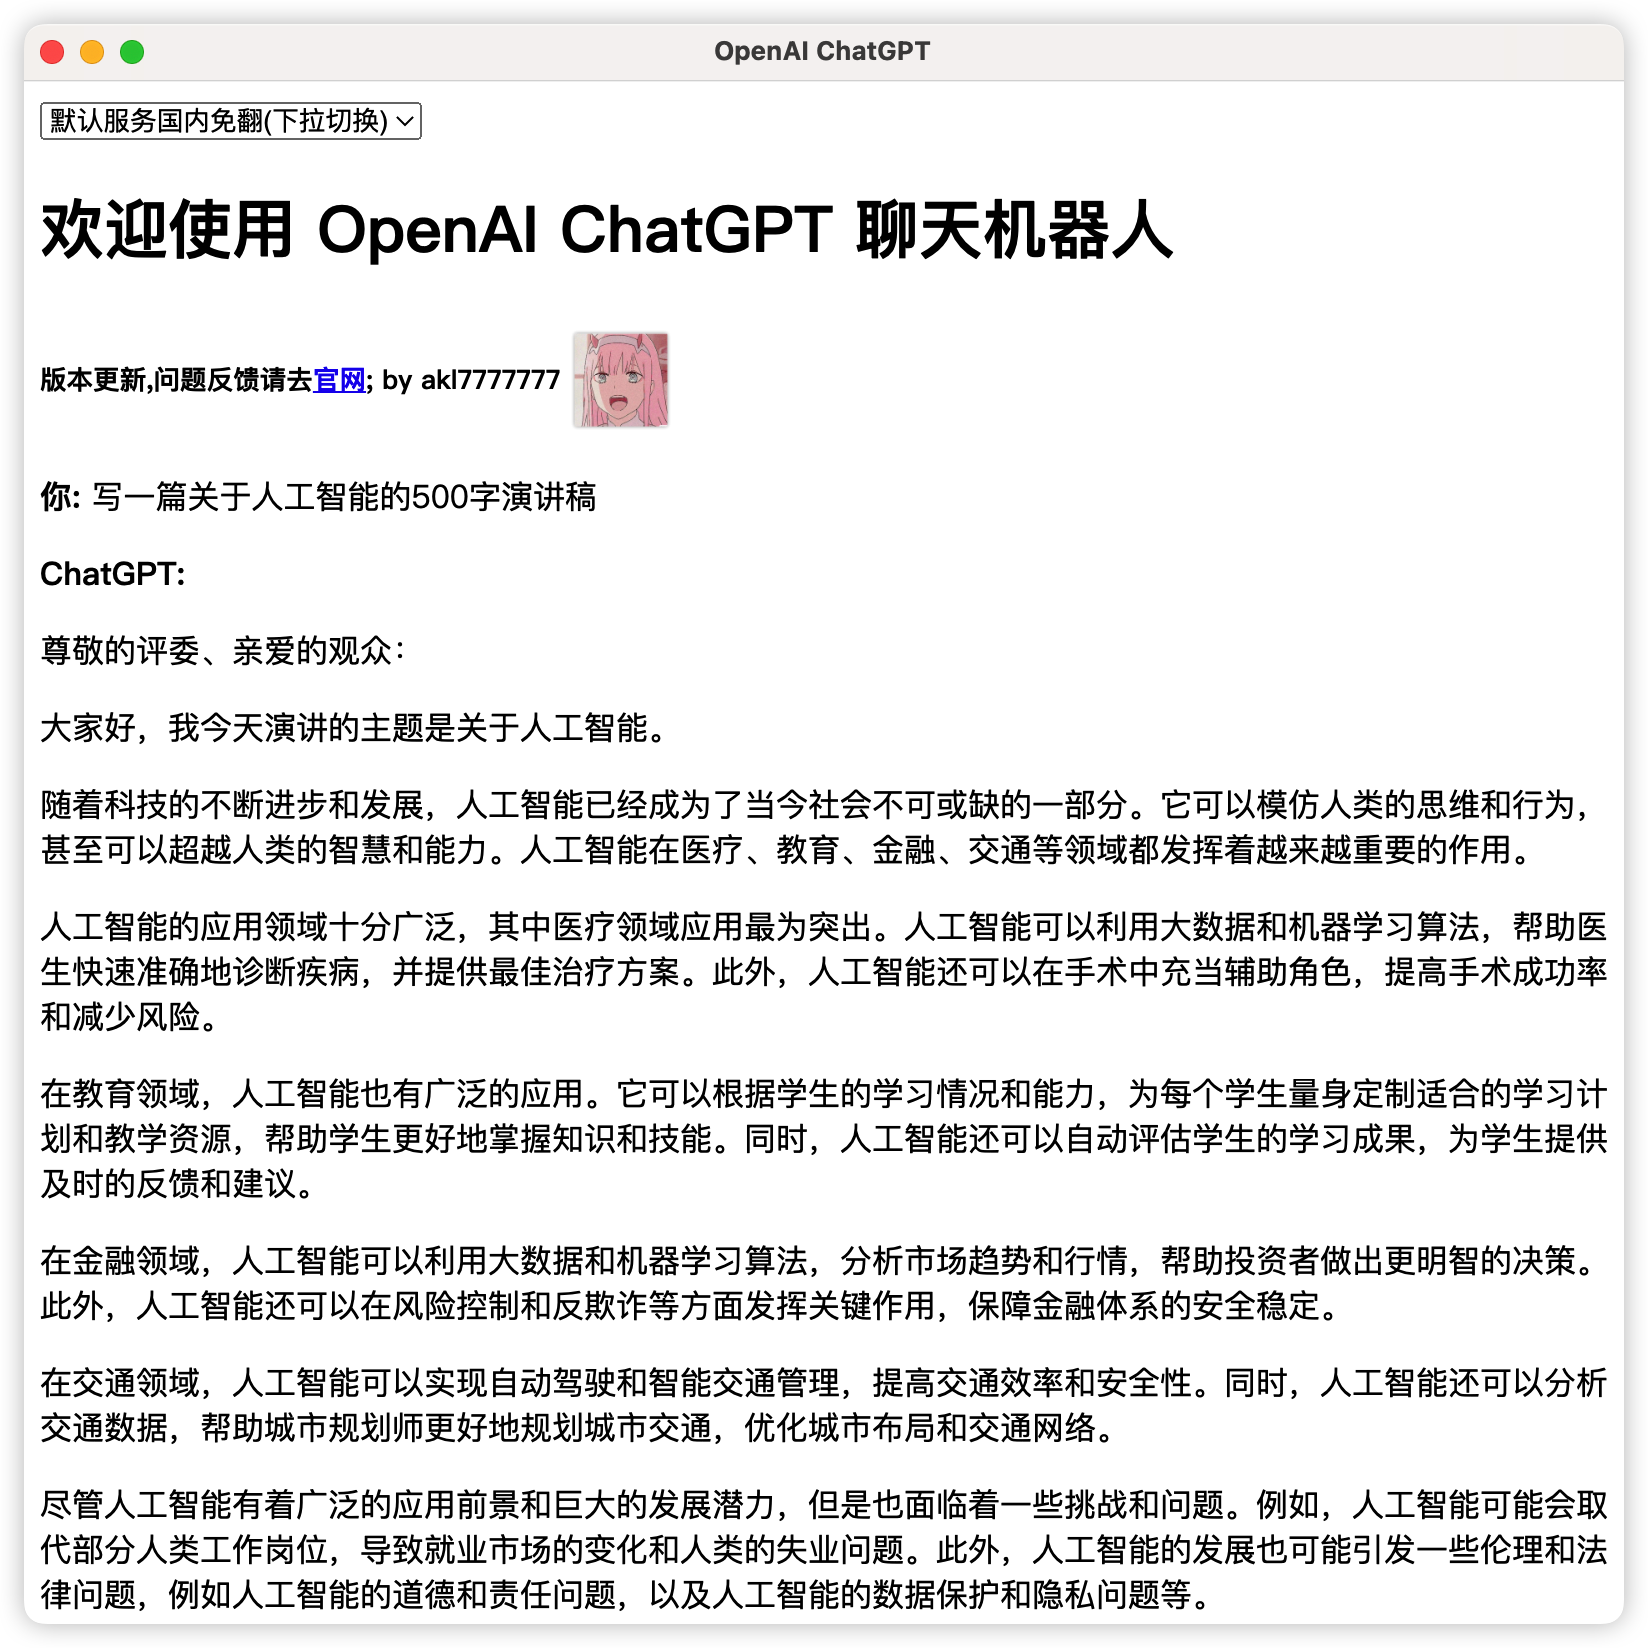 OpenAI ChatGPT
默认服务国内免翻(下拉切换)
欢迎使用 OpenAI ChatGPT 聊天机器人
版本更新,问题反馈请去官网; by akl7777777
你: 写一篇关于人工智能的500字演讲稿
ChatGPT:
尊敬的评委、亲爱的观众：
大家好，我今天演讲的主题是关于人工智能。
随着科技的不断进步和发展，人工智能已经成为了当今社会不可或缺的一部分。它可以模仿人类的思维和行为，
甚至可以超越人类的智慧和能力。人工智能在医疗、教育、金融、交通等领域都发挥着越来越重要的作用。
人工智能的应用领域十分广泛，其中医疗领域应用最为突出。人工智能可以利用大数据和机器学习算法，帮助医
生快速准确地诊断疾病，并提供最佳治疗方案。此外，人工智能还可以在手术中充当辅助角色，提高手术成功率
和减少风险。
在教育领域，人工智能也有广泛的应用。它可以根据学生的学习情况和能力，为每个学生量身定制适合的学习计
划和教学资源，帮助学生更好地掌握知识和技能。同时，人工智能还可以自动评估学生的学习成果，为学生提供
及时的反馈和建议。
在金融领域，人工智能可以利用大数据和机器学习算法，分析市场趋势和行情，帮助投资者做出更明智的决策。
此外，人工智能还可以在风险控制和反欺诈等方面发挥关键作用，保障金融体系的安全稳定。
在交通领域，人工智能可以实现自动驾驶和智能交通管理，提高交通效率和安全性。同时，人工智能还可以分析
交通数据，帮助城市规划师更好地规划城市交通，优化城市布局和交通网络。
尽管人工智能有着广泛的应用前景和巨大的发展潜力，但是也面临着一些挑战和问题。例如，人工智能可能会取
代部分人类工作岗位，导致就业市场的变化和人类的失业问题。此外，人工智能的发展也可能引发一些伦理和法
律问题，例如人工智能的道德和责任问题，以及人工智能的数据保护和隐私问题等。